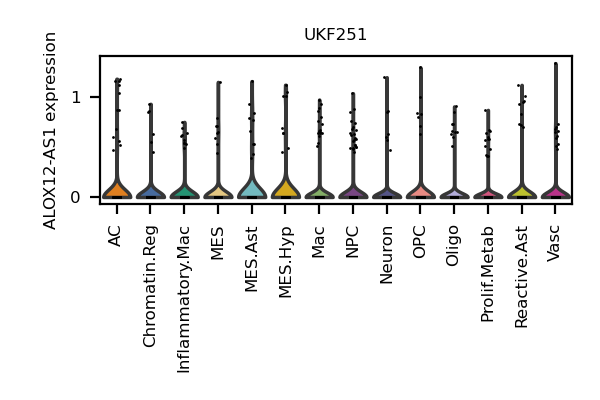 UKF251
ALOX12-AS1 expression
1
0
AC
Chromatin.Reg
Inflammatory.Mac
MES
MES.Ast
MES.Hyp
Mac
NPC
Neuron
OPC
Oligo
Prolif.Metab
Reactive.Ast
Vasc